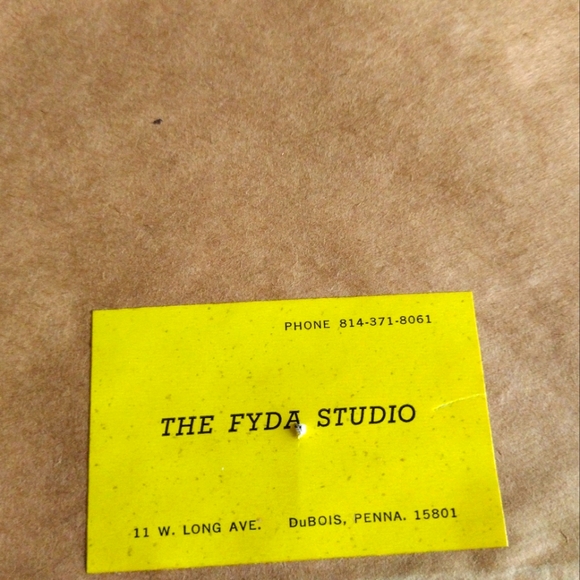 PHONE 814-371-8061
THE FYDA STUDIO
11 W. LONG AVE. DuBOIS, PENNA. 15801